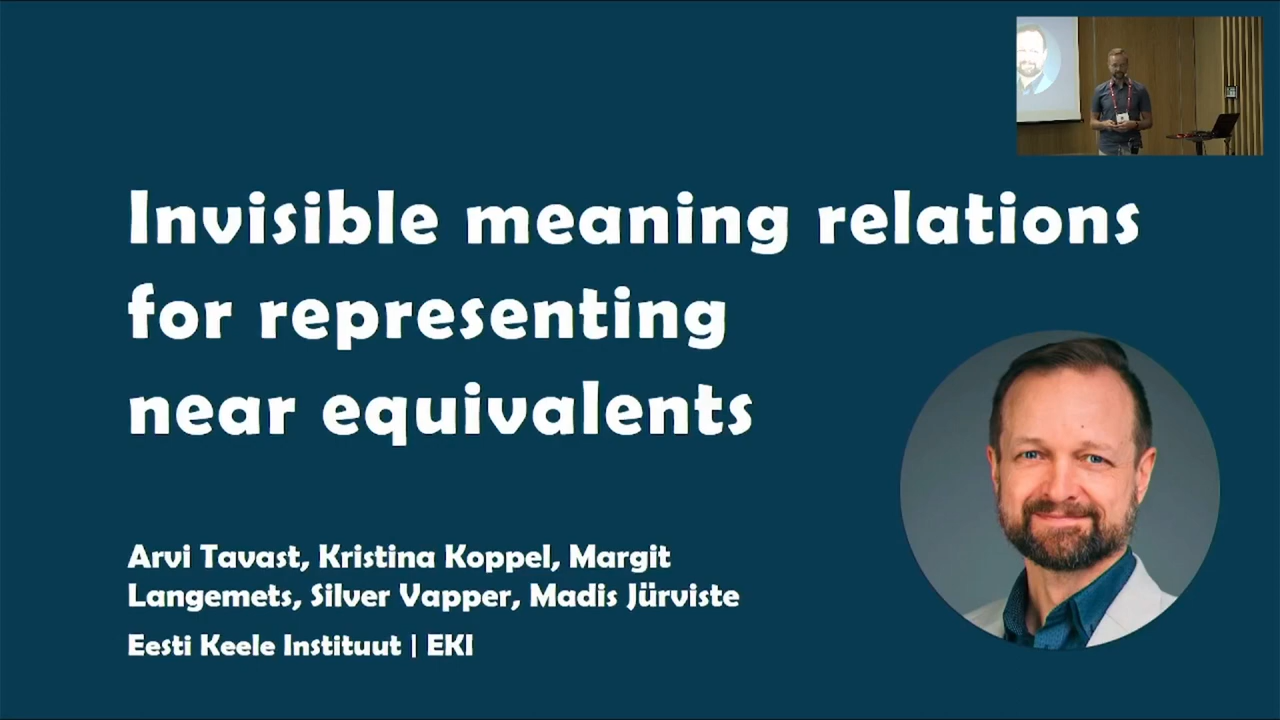 Invisible meaning relations
for representing
near equivalents
Arvi Tavast, Kristina Koppel, Margit
Langemets, Silver Vapper, Madis Jürviste
Eesti Keele Instituut | EKI